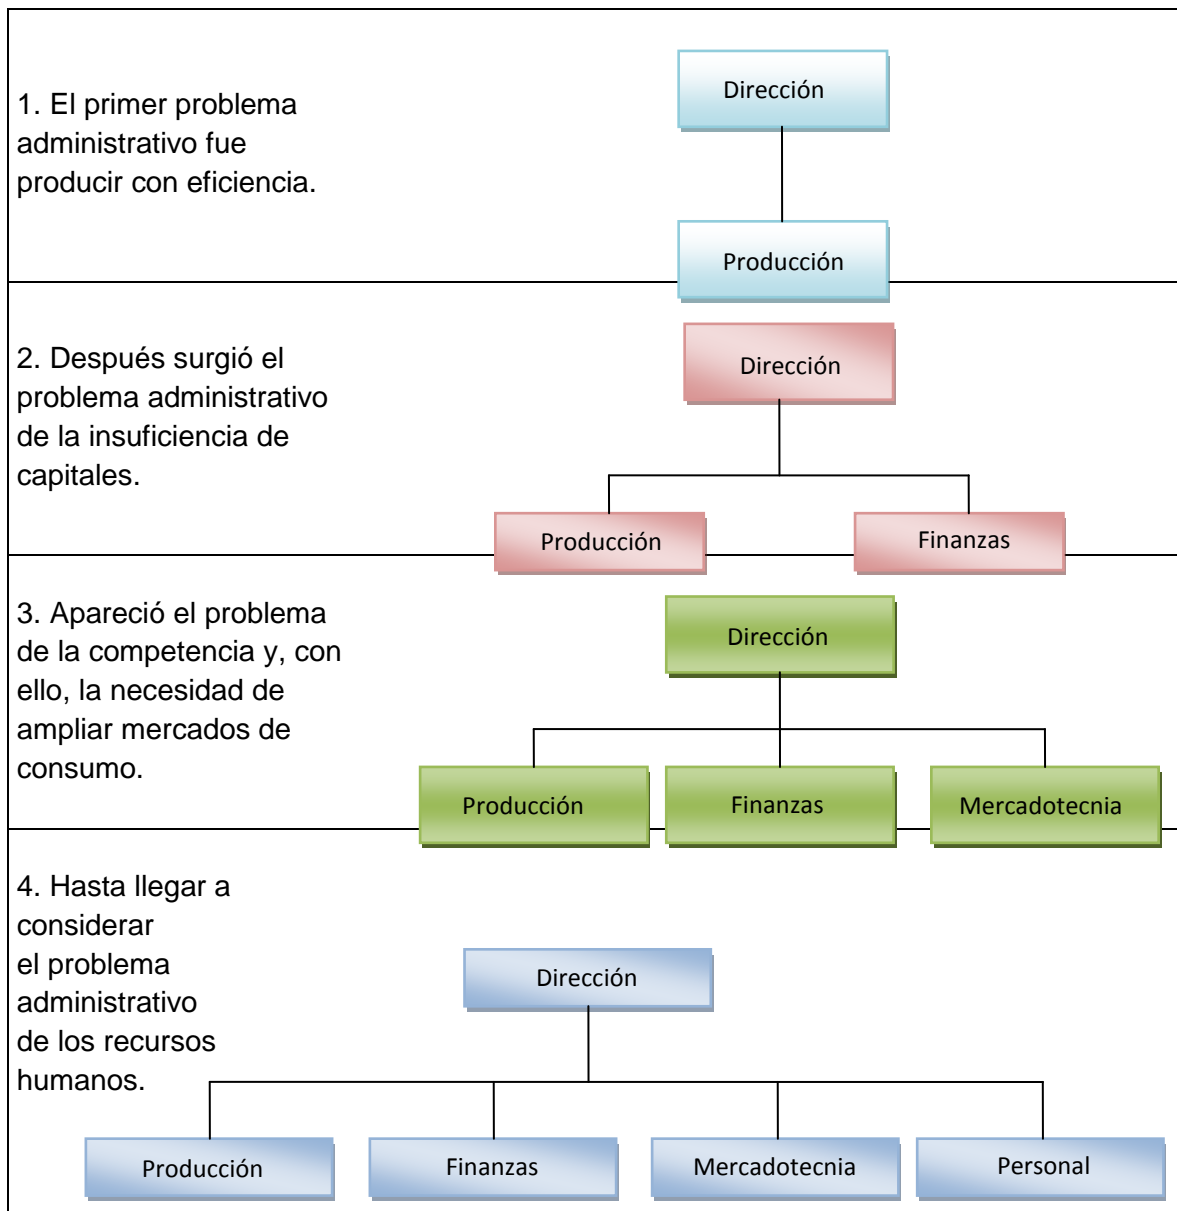 1. El primer problema
administrativo fue
producir con eficiencia.
Dirección
Producción
2. Después surgió el
problema administrativo
de la insuficiencia de
capitales.
Dirección
Producción
Finanzas
3. Apareció el problema
de la competencia y, con
ello, la necesidad de
ampliar mercados de
consumo.
Dirección
Producción
Finanzas
Mercadotecnia
4. Hasta llegar a
considerar
el problema
administrativo
de los recursos
humanos.
Dirección
Producción
Finanzas
Mercadotecnia
Personal